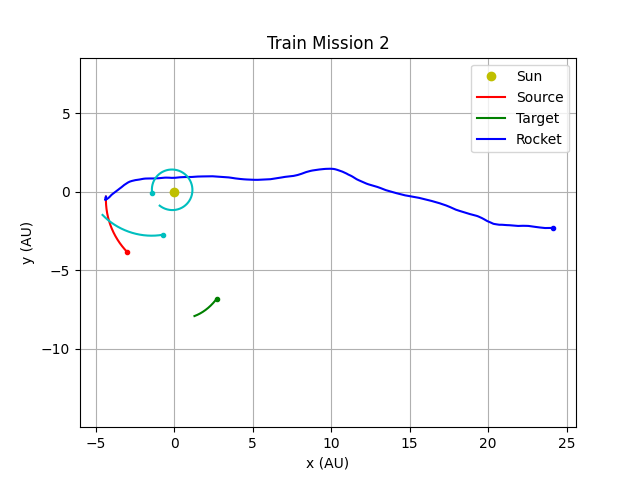 Train Mission 2
Sun
Source
Target
Rocket
5
0
−5
−10
y (AU)
−5
0
5
10
15
20
25
x (AU)